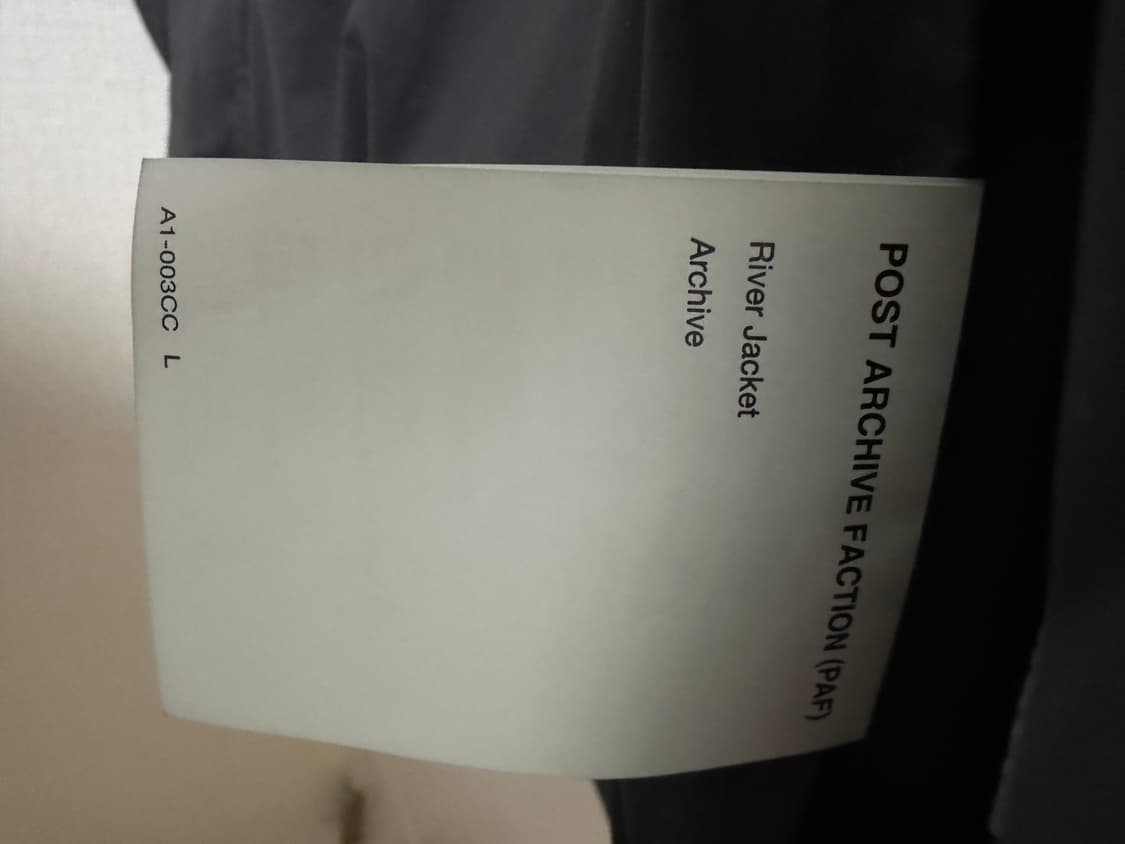 POST ARCHIVE FACTION (PAF)
River Jacket
Archive
A1-003CC L